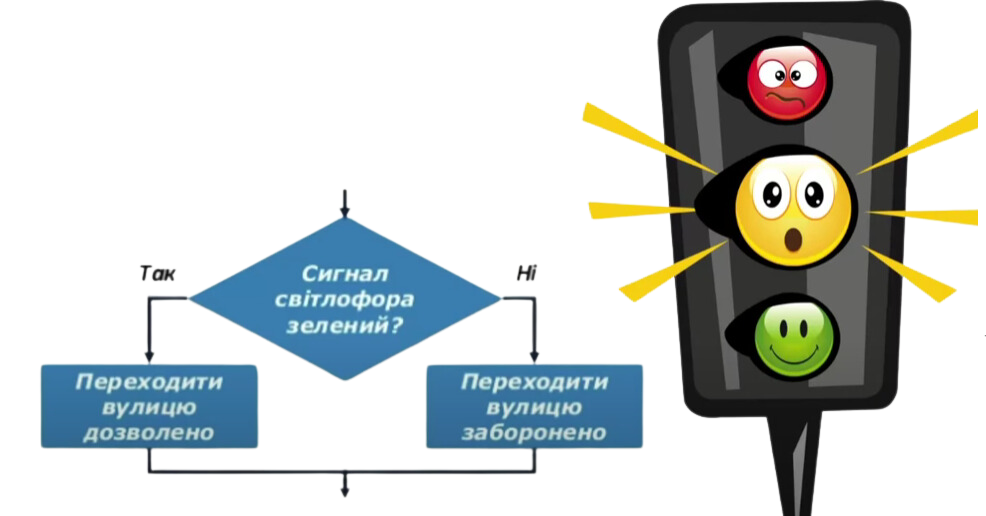 Сигнал
світлофора
зелений?
Так
Ні
Переходити
вулицю
дозволено
Переходити
вулицю
заборонено